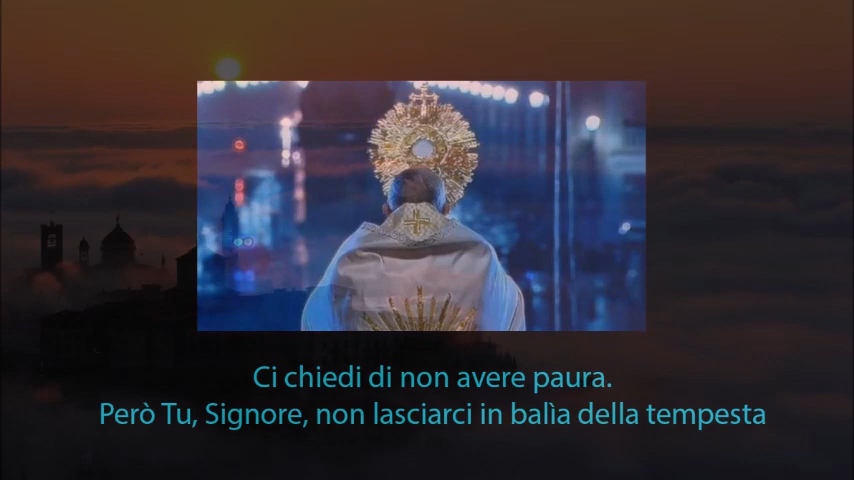 Ci chiedi di non avere paura.
Però Tu, Signore, non lasciarci in balìa della tempesta